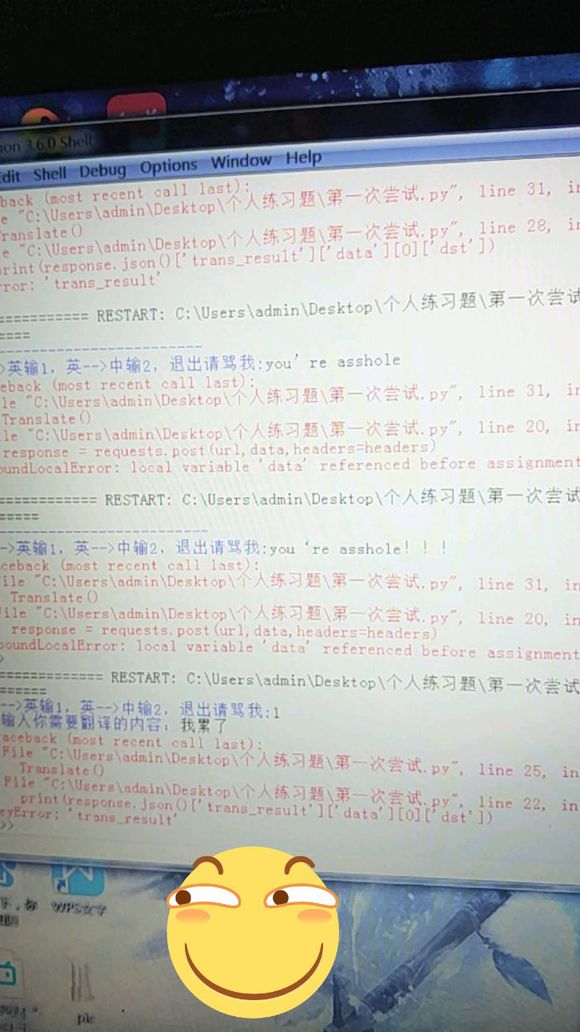 hon 3.6.0 Shell
Edit Shell Debug Options Window Help
back (most recent call last):
e "C:\Users\admin\Desktop\个人练习题\第一次尝试.py", line 31, in
Translate()
e "C:\Users\admin\Desktop\个人练习题\第一次尝试.py", line 28, in
print(response.json()['trans_result']['data'][0]['dst'])
rror: 'trans_result'
=========== RESTART: C:\Users\admin\Desktop\个人练习题\第一次尝试
====
------------------------
>英输1，英-->中输2，退出请骂我:you’re asshole
ceback (most recent call last):
ile "C:\Users\admin\Desktop\个人练习题\第一次尝试.py", line 31, in
Translate()
ile "C:\Users\admin\Desktop\个人练习题\第一次尝试.py", line 20, in
response = requests.post(url,data,headers=headers)
oundLocalError: local variable 'data' referenced before assignment
============ RESTART: C:\Users\admin\Desktop\个人练习题\第一次尝试
=====
------------------------
->英输1，英-->中输2，退出请骂我:you‘re asshole！！！
aceback (most recent call last):
File "C:\Users\admin\Desktop\个人练习题\第一次尝试.py", line 31, in
Translate()
File "C:\Users\admin\Desktop\个人练习题\第一次尝试.py", line 20, in
response = requests.post(url,data,headers=headers)
boundLocalError: local variable 'data' referenced before assignment
>
============= RESTART: C:\Users\admin\Desktop\个人练习题\第一次尝试
======
-->英输1，英-->中输2，退出请骂我:1
输入你需要翻译的内容：我累了
raceback (most recent call last):
File "C:\Users\admin\Desktop\个人练习题\第一次尝试.py", line 25, in
Translate()
File "C:\Users\admin\Desktop\个人练习题\第一次尝试.py", line 22, in
print(response.json()['trans_result']['data'][0]['dst'])
eyError: 'trans_result'
>>
WPS文字